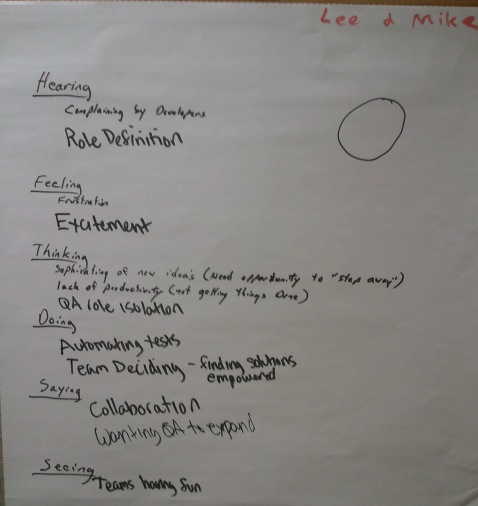 Lee & Mike
Hearing
Complaining by Developers
Role Definition
Feeling
Frustration
Excitement
Thinking
of new ideas (Need opportunity to "step away")
lack of productivity (not getting things done)
QA role isolation
Doing
Automating tests
Team Deciding - finding solutions
empowered
Saying
Collaboration
Wanting QA to expand
Seeing
Teams having fun